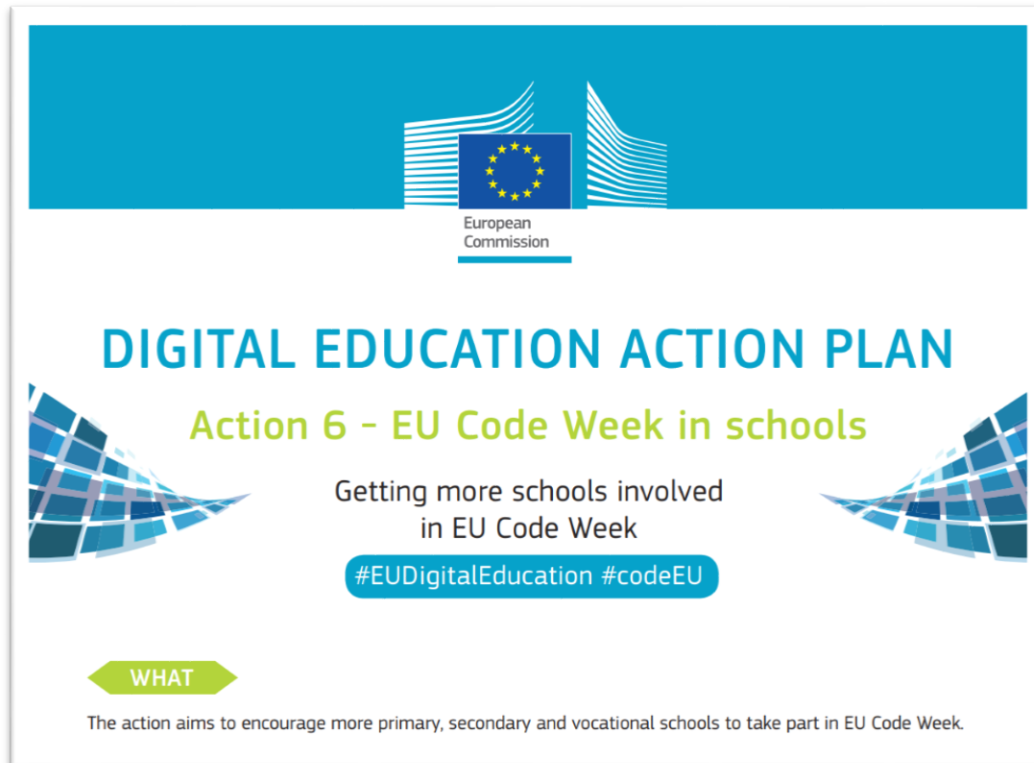 European
Commission
DIGITAL EDUCATION ACTION PLAN
Action 6 - EU Code Week in schools
Getting more schools involved
in EU Code Week
#EUDigitalEducation #codeEU
WHAT
The action aims to encourage more primary, secondary and vocational schools to take part in EU Code Week.